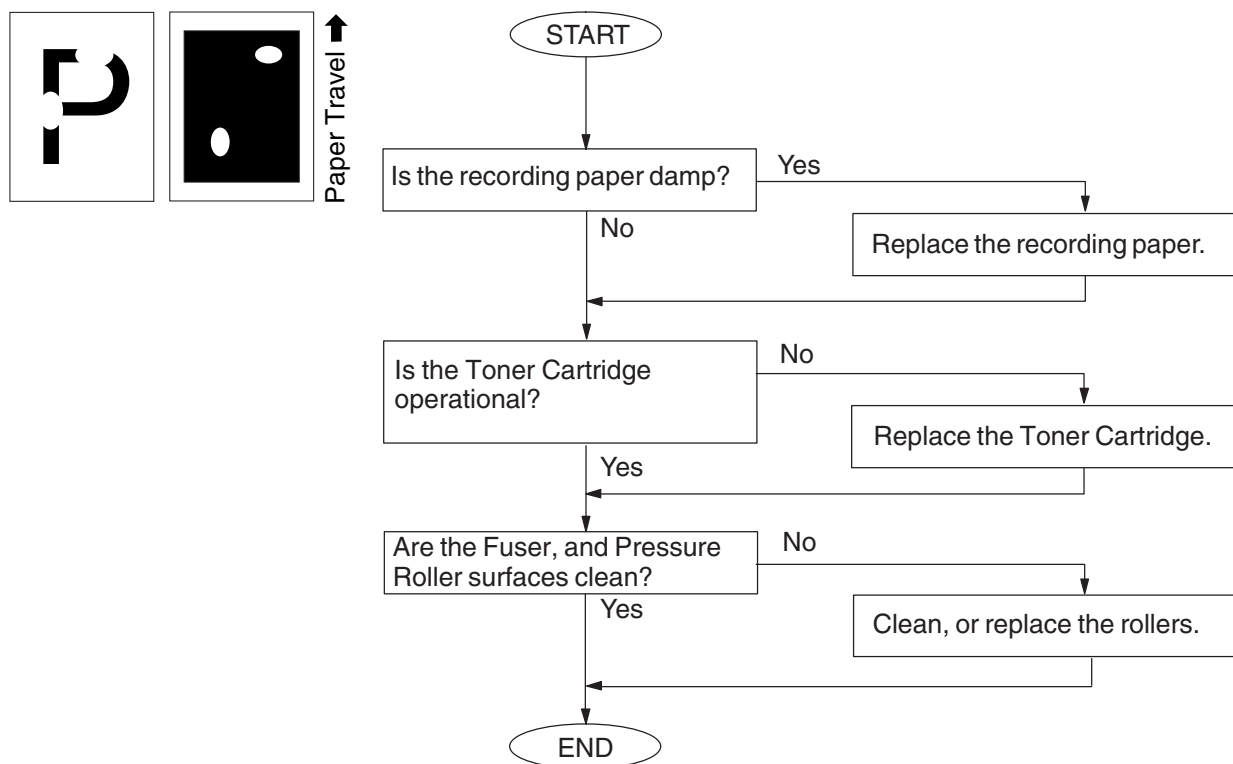 P
Paper Travel
START
Is the recording paper damp?
Yes
No
Replace the recording paper.
Is the Toner Cartridge
operational?
No
Yes
Replace the Toner Cartridge.
Are the Fuser, and Pressure
Roller surfaces clean?
No
Yes
Clean, or replace the rollers.
END